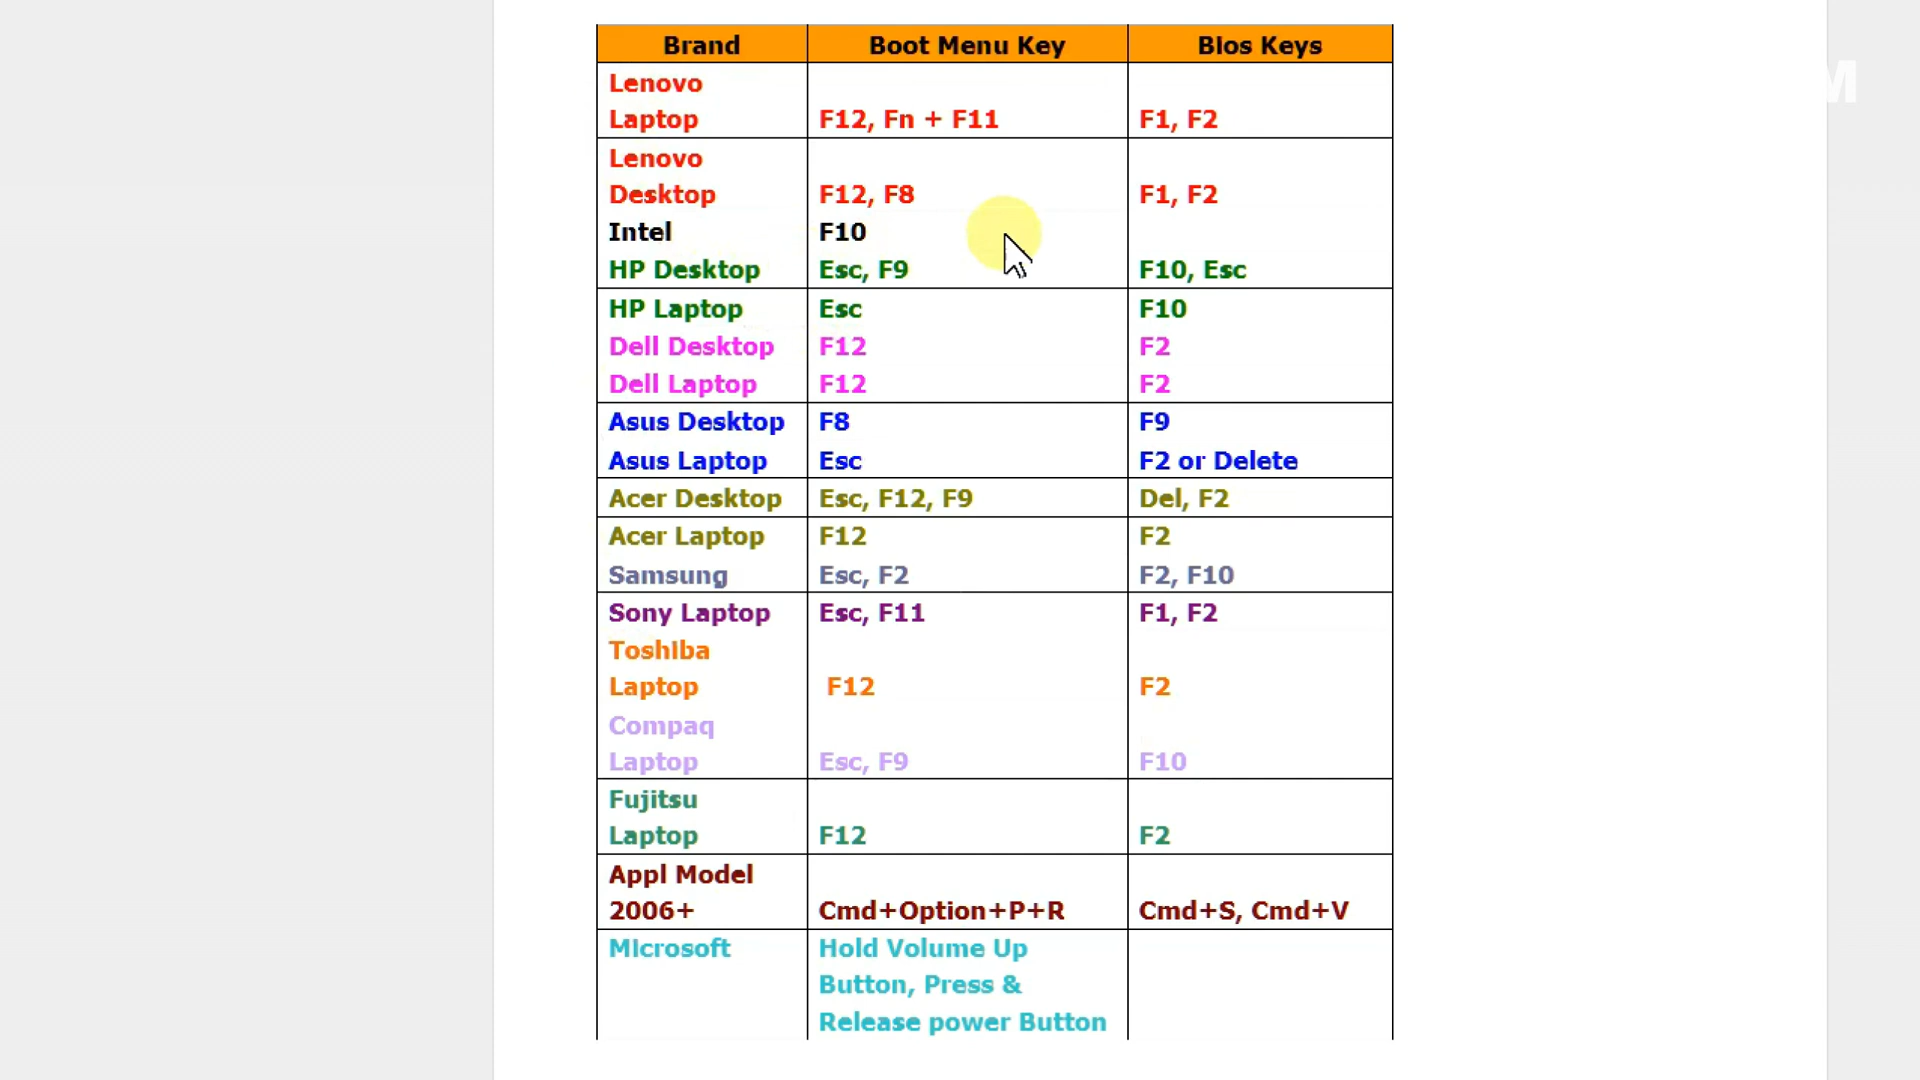 Brand Boot Menu Key Bios Keys
Lenovo
Laptop F12, Fn + F11 F1, F2
Lenovo
Desktop F12, F8 F1, F2
Intel F10
HP Desktop Esc, F9 F10, Esc
HP Laptop Esc F10
Dell Desktop F12 F2
Dell Laptop F12 F2
Asus Desktop F8 F9
Asus Laptop Esc F2 or Delete
Acer Desktop Esc, F12, F9 Del, F2
Acer Laptop F12 F2
Samsung Esc, F2 F2, F10
Sony Laptop Esc, F11 F1, F2
Toshiba
Laptop F12 F2
Compaq
Laptop Esc, F9 F10
Fujitsu
Laptop F12 F2
Appl Model
2006+ Cmd+Option+P+R Cmd+S, Cmd+V
Microsoft Hold Volume Up
Button, Press &
Release power Button